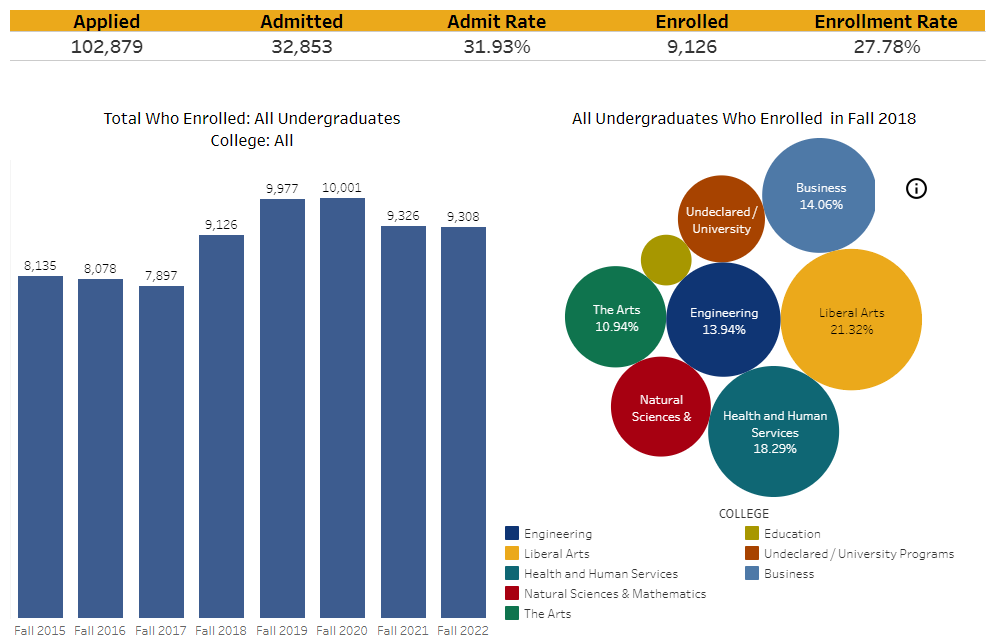 Applied Admitted Admit Rate Enrolled Enrollment Rate
102,879 32,853 31.93% 9,126 27.78%
Total Who Enrolled: All Undergraduates
College: All
8,135
8,078
7,897
9,126
9,977
10,001
9,326
9,308
Fall 2015 Fall 2016 Fall 2017 Fall 2018 Fall 2019 Fall 2020 Fall 2021 Fall 2022
All Undergraduates Who Enrolled in Fall 2018
Business
14.06%
i
Undeclared /
University
The Arts
10.94%
Engineering
13.94%
Liberal Arts
21.32%
Natural
Sciences &
Health and Human
Services
18.29%
COLLEGE
Engineering
Liberal Arts
Health and Human Services
Natural Sciences & Mathematics
The Arts
Education
Undeclared / University Programs
Business